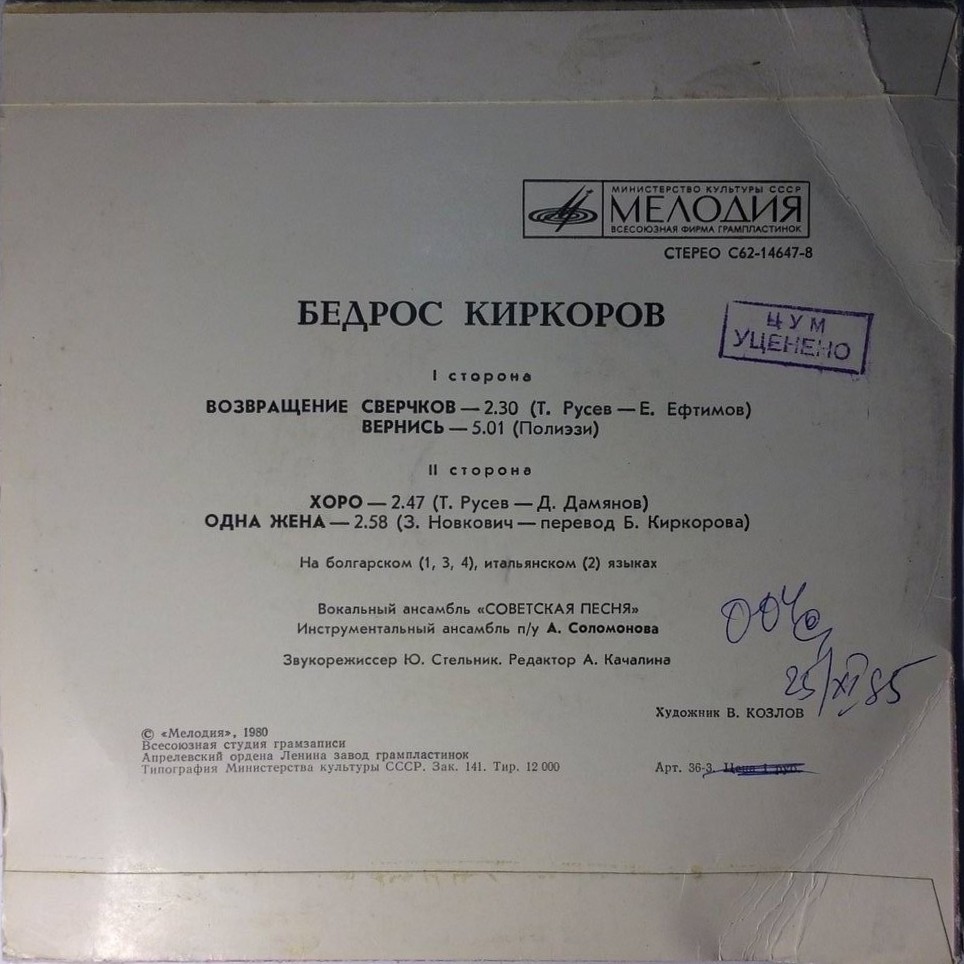 МИНИСТЕРСТВО КУЛЬТУРЫ СССР
МЕЛОДИЯ
ВСЕСОЮЗНАЯ ФИРМА ГРАМПЛАСТИНОК
СТЕРЕО С62-14647-8
БЕДРОС КИРКОРОВ
ЦУМ
УЦЕНЕНО
I сторона
ВОЗВРАЩЕНИЕ СВЕРЧКОВ — 2.30 (Т. Русев — Е. Ефтимов)
ВЕРНИСЬ — 5.01 (Полиэзи)
II сторона
ХОРО — 2.47 (Т. Русев — Д. Дамянов)
ОДНА ЖЕНА — 2.58 (З. Новкович — перевод Б. Киркорова)
На болгарском (1, 3, 4), итальянском (2) языках
Вокальный ансамбль «СОВЕТСКАЯ ПЕСНЯ»
Инструментальный ансамбль п/у А. Соломонова
Звукорежиссер Ю. Стельник. Редактор А. Качалина
25/XI 85
Художник В. КОЗЛОВ
© «Мелодия», 1980
Всесоюзная студия грамзаписи
Апрелевский ордена Ленина завод грампластинок
Типография Министерства культуры СССР. Зак. 141. Тир. 12 000
Арт. 36-3. Цена 1 руб.